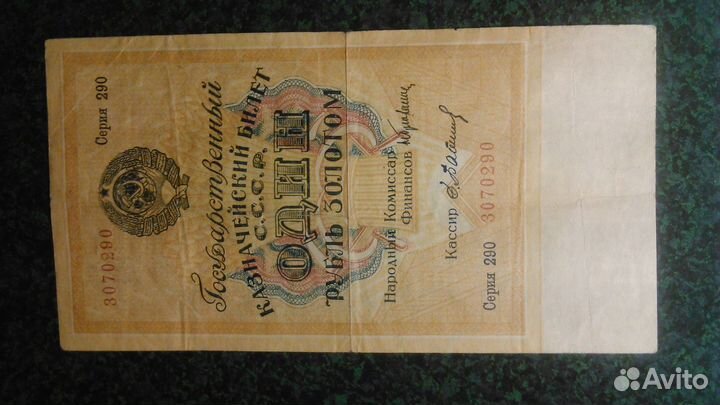 Серия 290
3070290
Государственный
КАЗНАЧЕЙСКИЙ БИЛЕТ
С.С.С.Р.
ОДИН
РУБЛЬ ЗОЛОТОМ
Народный Комиссар
Финансов
Кассир
Серия 290
3070290
Avito